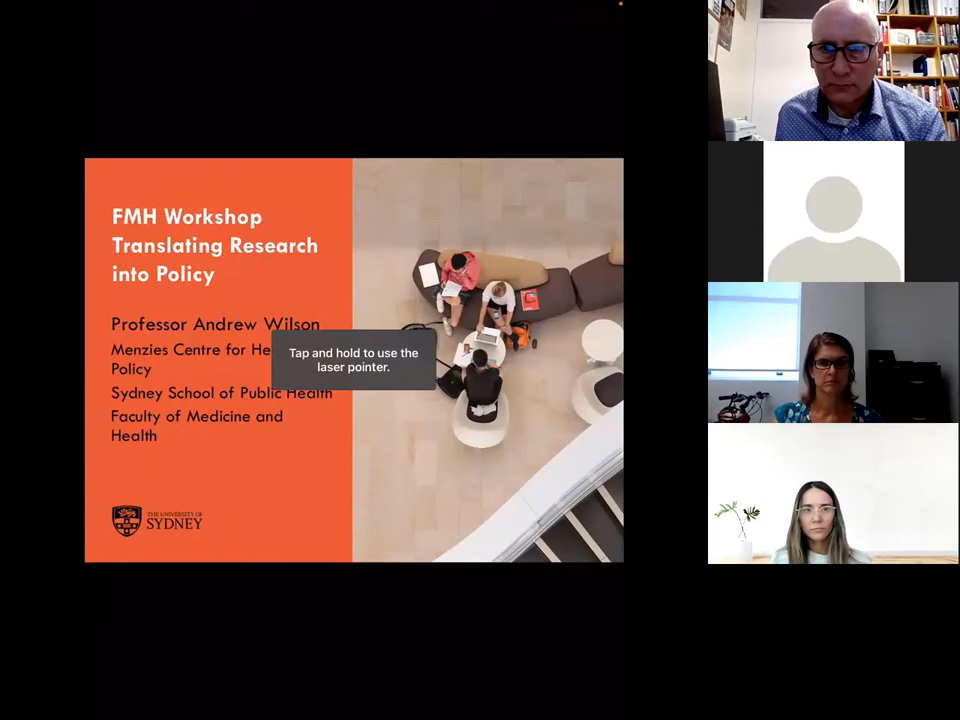 FMH Workshop
Translating Research
into Policy
Professor Andrew Wilson
Menzies Centre for He
Policy
Sydney School of Public Health
Faculty of Medicine and
Health
Tap and hold to use the
laser pointer.
THE UNIVERSITY OF
SYDNEY